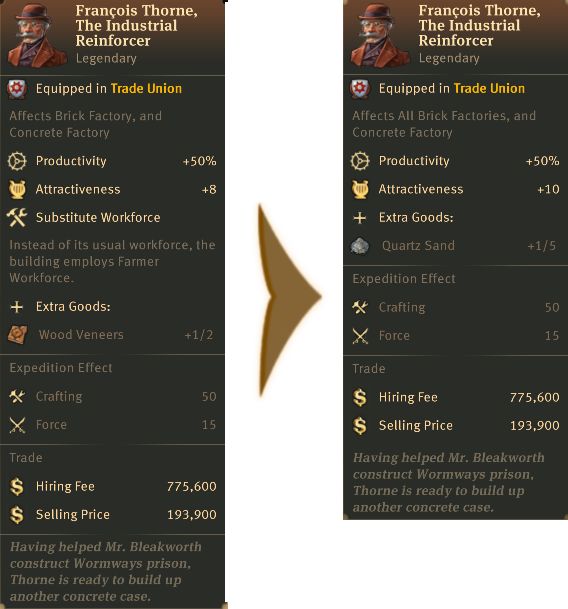 François Thorne,
The Industrial
Reinforcer
Legendary
Equipped in Trade Union
Affects Brick Factory, and
Concrete Factory
Productivity +50%
Attractiveness +8
Substitute Workforce
Instead of its usual workforce, the
building employs Farmer
Workforce.
Extra Goods:
Wood Veneers +1/2
Expedition Effect
Crafting 50
Force 15
Trade
Hiring Fee 775,600
Selling Price 193,900
Having helped Mr. Bleakworth
construct Wormways prison,
Thorne is ready to build up
another concrete case.
François Thorne,
The Industrial
Reinforcer
Legendary
Equipped in Trade Union
Affects All Brick Factories, and
Concrete Factory
Productivity +50%
Attractiveness +10
Extra Goods:
Quartz Sand +1/5
Expedition Effect
Crafting 50
Force 15
Trade
Hiring Fee 775,600
Selling Price 193,900
Having helped Mr. Bleakworth
construct Wormways prison,
Thorne is ready to build up
another concrete case.